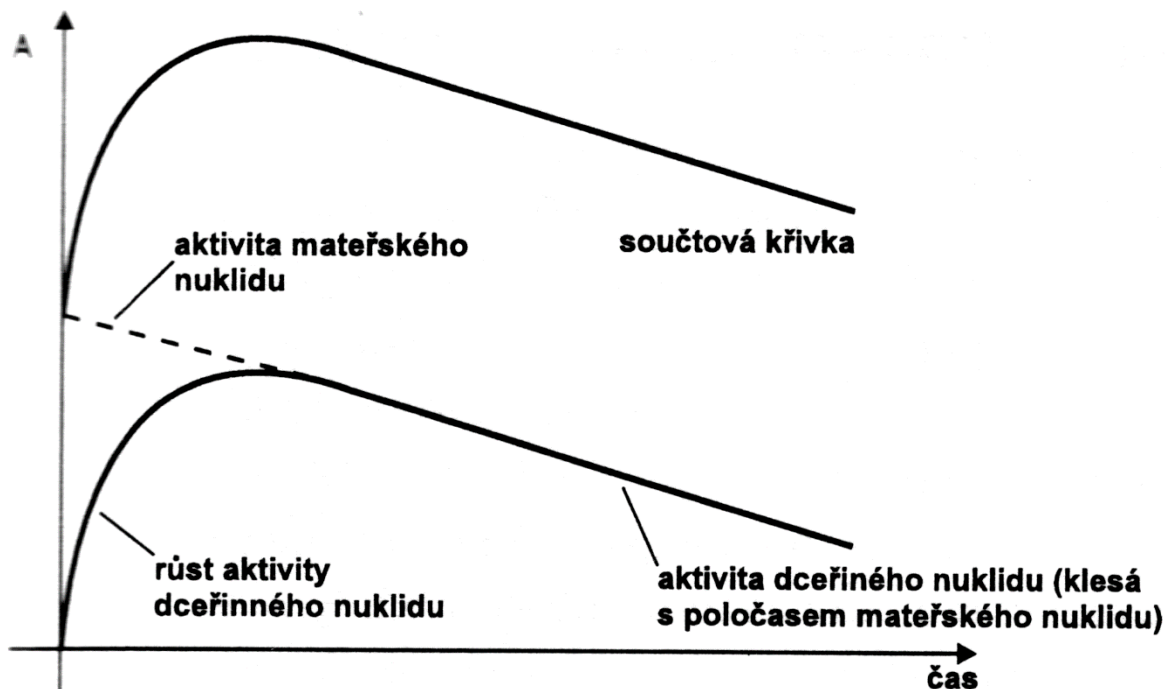 A
aktivita mateřského
nuklidu
součtová křivka
růst aktivity
dceřinného nuklidu
aktivita dceřiného nuklidu (klesá
s poločasem mateřského nuklidu)
čas